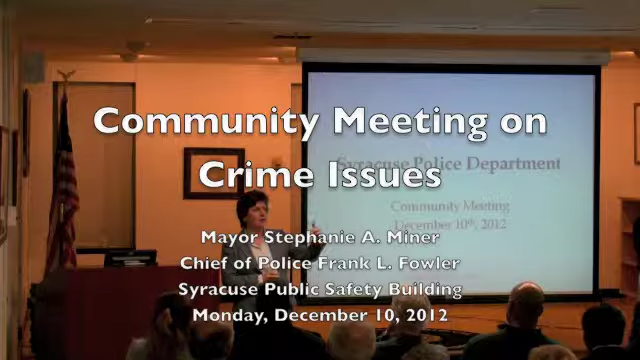 Community Meeting on
Crime Issues
Syracuse Police Department
Community Meeting
December 10th, 2012
Mayor Stephanie A. Miner
Chief of Police Frank L. Fowler
Syracuse Public Safety Building
Monday, December 10, 2012